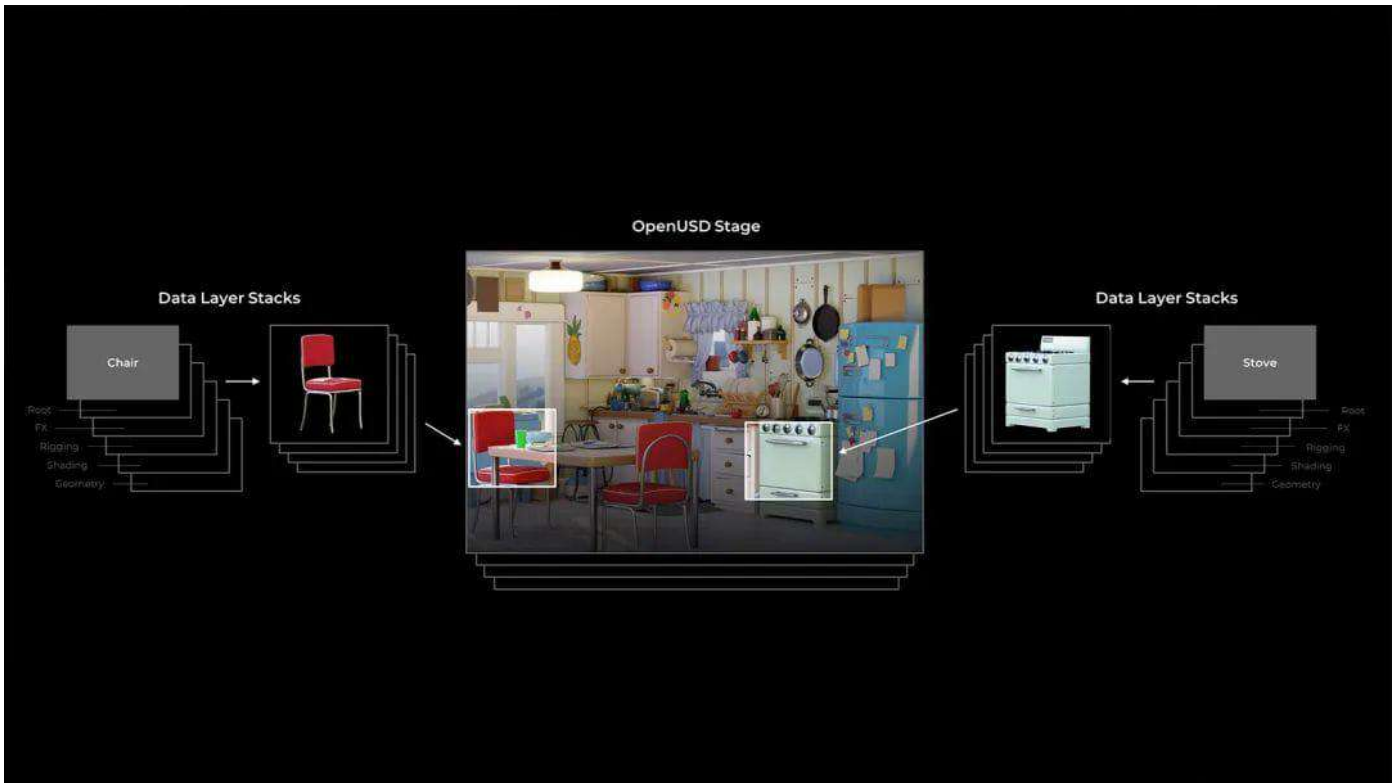 OpenUSD Stage
Data Layer Stacks
Chair
Root
FX
Rigging
Shading
Geometry
Data Layer Stacks
Stove
Root
FX
Rigging
Shading
Geometry